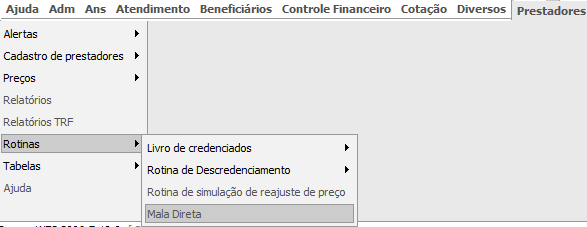 Ajuda Adm Ans Atendimento Beneficiários Controle Financeiro Cotação Diversos Prestadores
Alertas
Cadastro de prestadores
Preços
Relatórios
Relatórios TRF
Rotinas
Tabelas
Ajuda
Livro de credenciados
Rotina de Descredenciamento
Rotina de simulação de reajuste de preço
Mala Direta